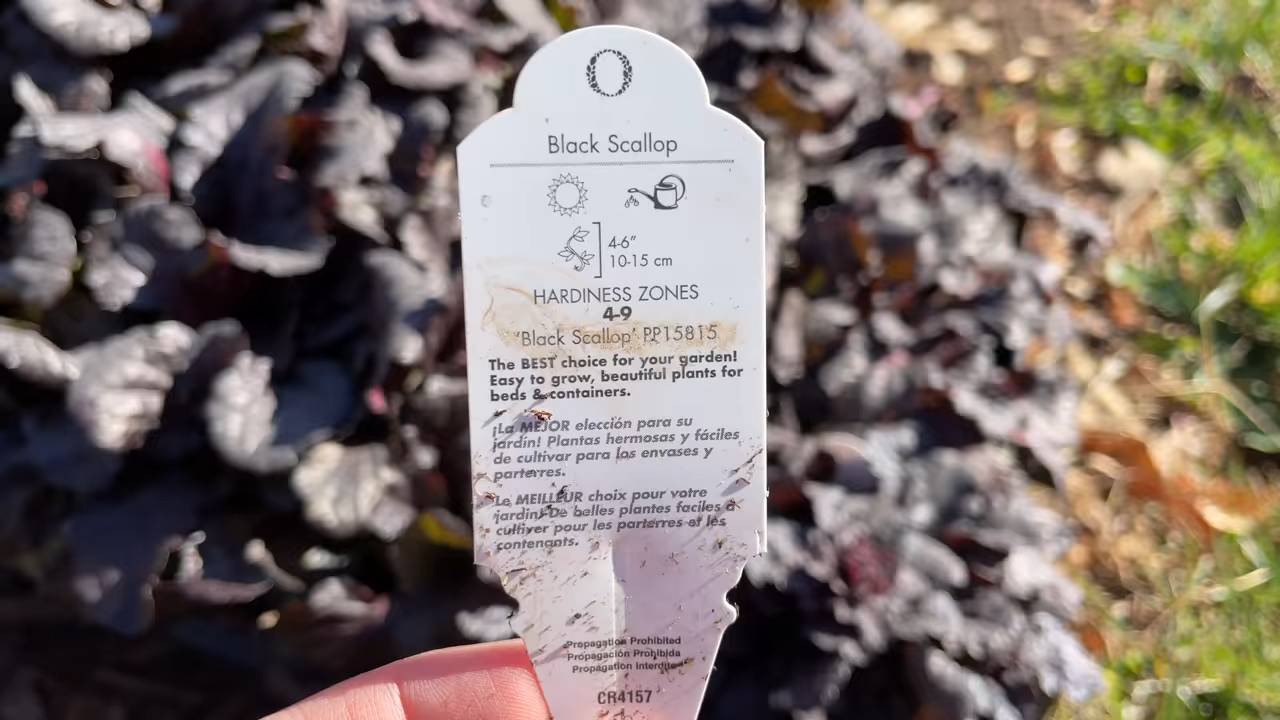 Black Scallop
4-6"
10-15 cm
HARDINESS ZONES
4-9
'Black Scallop' PP15815
The BEST choice for your garden!
Easy to grow, beautiful plants for
beds & containers.
¡La MEJOR elección para su
jardín! Plantas hermosas y fáciles
de cultivar para los envases y
parterres.
Le MEILLEUR choix pour votre
jardin! De belles plantes faciles à
cultiver pour les parterres et les
contenants.
Propagation Prohibited
Propagación Prohibida
Propagation Interdite
CR4157